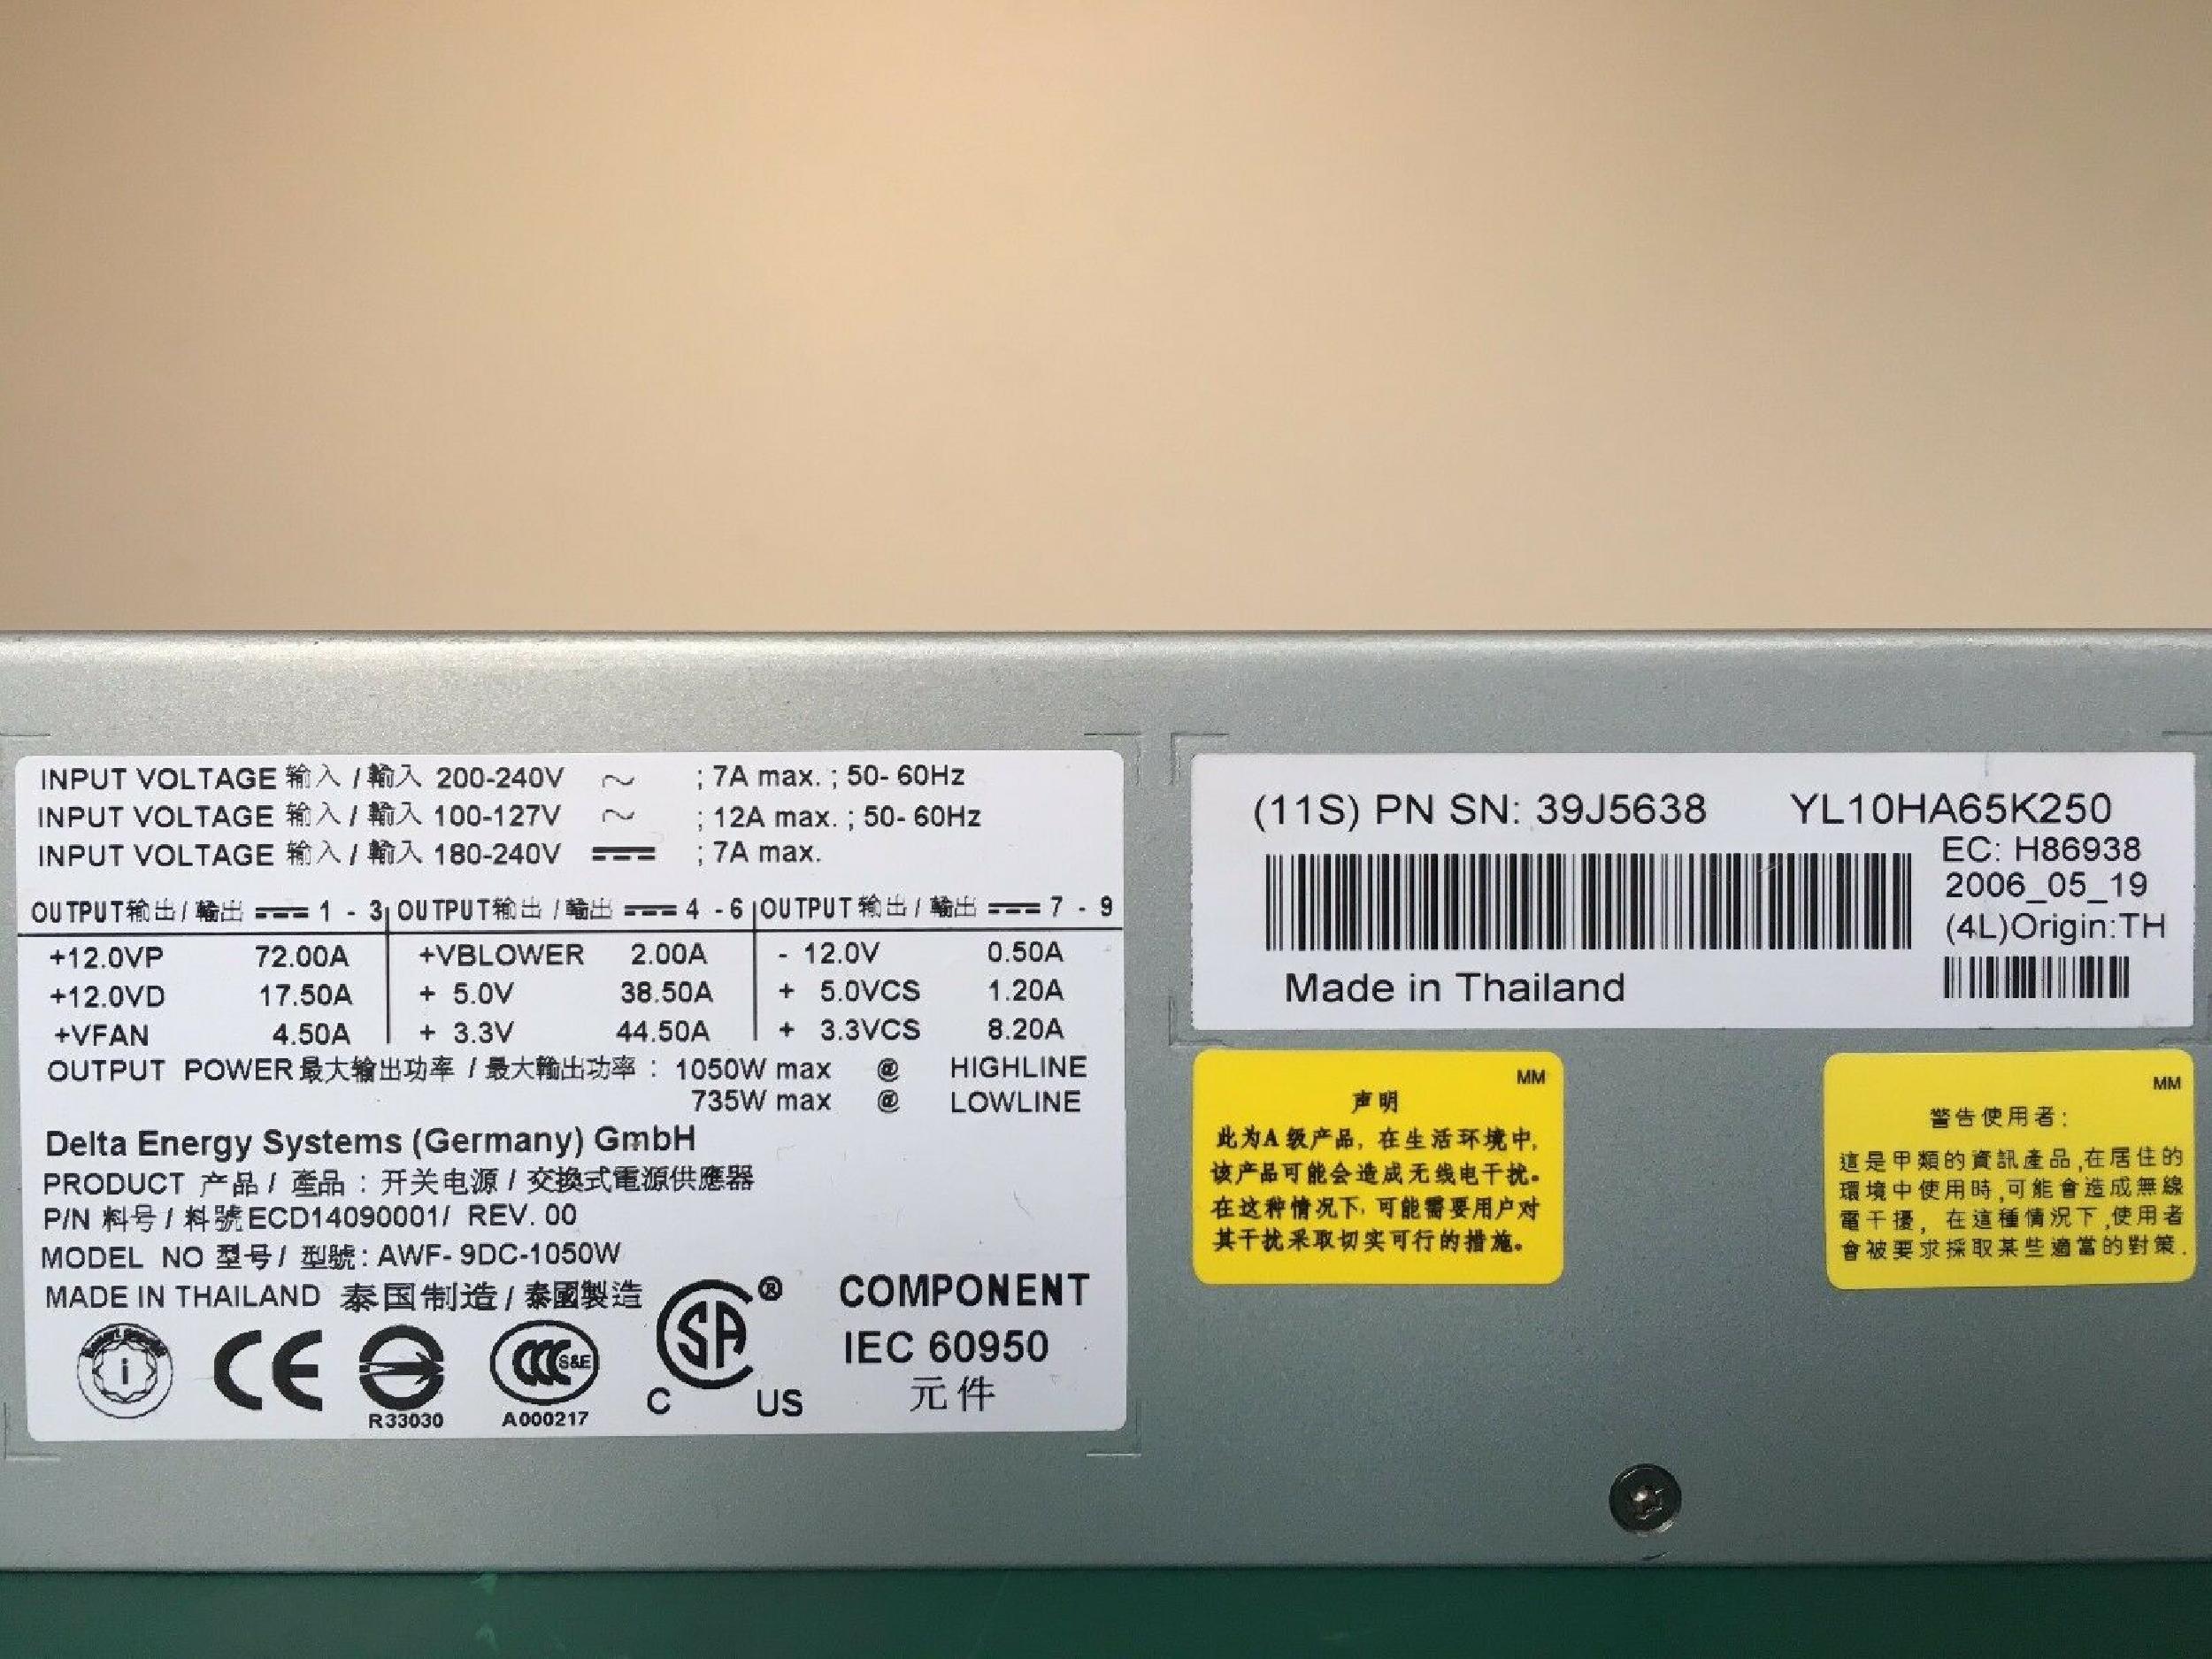 INPUT VOLTAGE 输入 / 輸入 200-240V ~ ; 7A max. ; 50- 60Hz
INPUT VOLTAGE 输入 / 輸入 100-127V ~ ; 12A max. ; 50- 60Hz
INPUT VOLTAGE 输入 / 輸入 180-240V ⎓ ; 7A max.
OUTPUT输出 / 輸出 ⎓ 1 - 3 OUTPUT输出 / 輸出 ⎓ 4 - 6 OUTPUT 输出 / 輸出 ⎓ 7 - 9
+12.0VP 72.00A +VBLOWER 2.00A - 12.0V 0.50A
+12.0VD 17.50A + 5.0V 38.50A + 5.0VCS 1.20A
+VFAN 4.50A + 3.3V 44.50A + 3.3VCS 8.20A
OUTPUT POWER 最大输出功率 / 最大輸出功率 : 1050W max @ HIGHLINE
735W max @ LOWLINE
Delta Energy Systems (Germany) GmbH
PRODUCT 产品 / 產品 : 开关电源 / 交換式電源供應器
P/N 料号 / 料號 ECD14090001/ REV. 00
MODEL NO 型号 / 型號 : AWF- 9DC-1050W
MADE IN THAILAND 泰国制造 / 泰國製造
CE
R33030
CCC S&E
A000217
SA ®
C US
COMPONENT
IEC 60950
元件
(11S) PN SN: 39J5638 YL10HA65K250
EC: H86938
2006_05_19
(4L)Origin:TH
Made in Thailand
MM
声明
此为A 级产品, 在生活环境中,
该产品可能会造成无线电干扰。
在这种情况下, 可能需要用户对
其干扰采取切实可行的措施。
MM
警告使用者:
這是甲類的資訊產品,在居住的
環境中使用時,可能會造成無線
電干擾, 在這種情況下,使用者
會被要求採取某些適當的對策.